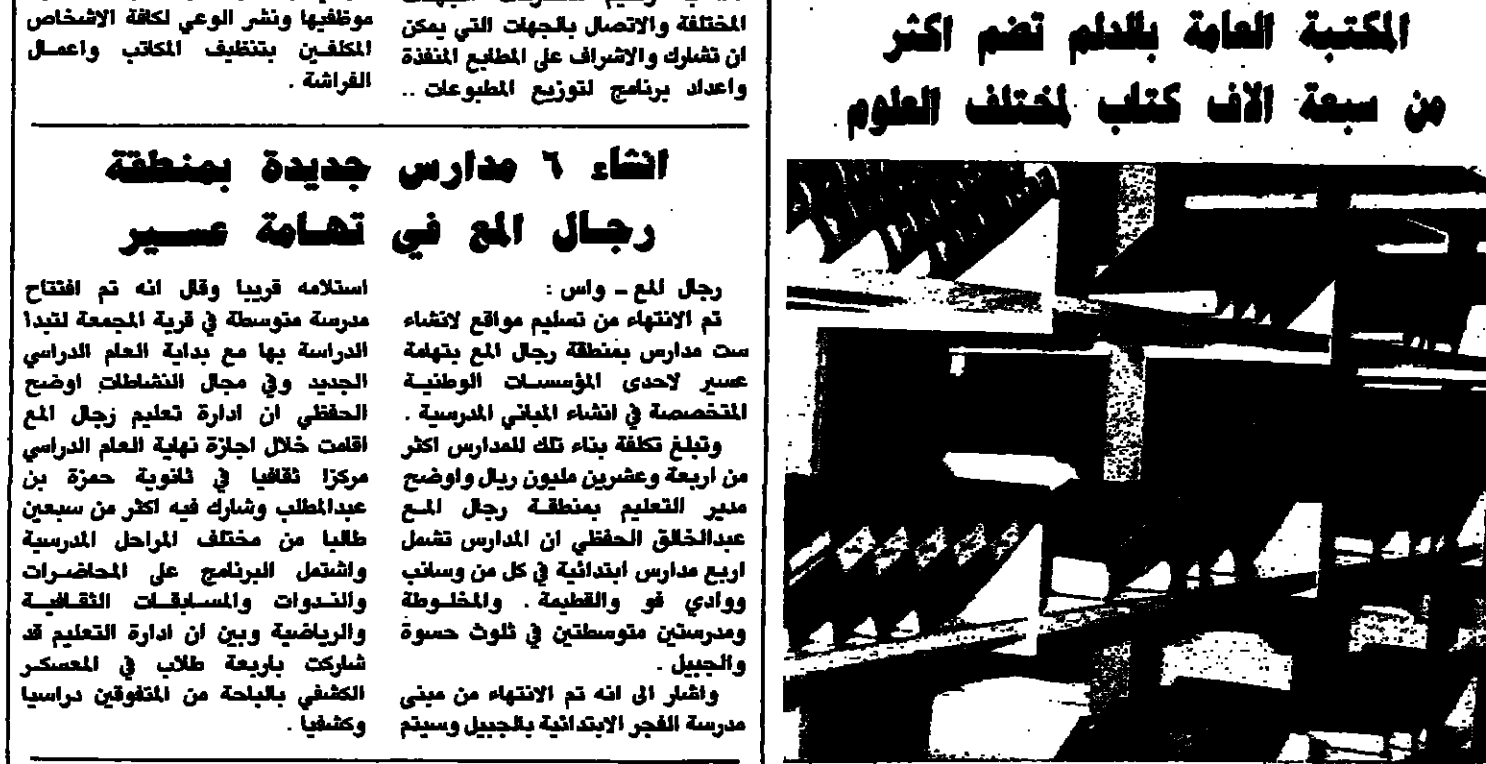 المكتبة العامة بالدلم تضم اكثر
من سبعة الاف كتاب لمختلف العلوم
المختلفة والاتصال بالجهات التي يمكن
ان تشارك والاشراف على المطابع المنفذة
واعداد برنامج لتوزيع المطبوعات ..
موظفيها ونشر الوعي لكافة الاشخاص
المكلفين بتنظيف المكاتب واعمال
الفراشة .
انشاء ٦ مدارس جديدة بمنطقة
رجال المع في تهامة عسير
رجال المع ـ واس :
تم الانتهاء من تسليم مواقع لانشاء
ست مدارس بمنطقة رجال المع بتهامة
عسير لاحدى المؤسسات الوطنية
المتخصصة في انشاء المباني المدرسية .
وتبلغ تكلفة بناء تلك المدارس اكثر
من اربعة وعشرين مليون ريال واوضح
مدير التعليم بمنطقة رجال المع
عبدالخالق الحفظي ان المدارس تشمل
اربع مدارس ابتدائية في كل من وسانب
ووادي فو والقطيمة . والمخلوطة
ومدرستين متوسطتين في ثلوث حسوة
والجبيل .
واشار الى انه تم الانتهاء من مبنى
مدرسة الفجر الابتدائية بالجبيل وسيتم
استلامه قريبا وقال انه تم افتتاح
مدرسة متوسطة في قرية المجمعة لتبدأ
الدراسة بها مع بداية العام الدراسي
الجديد وفي مجال النشاطات اوضح
الحفظي ان ادارة تعليم رجال المع
اقامت خلال اجازة نهاية العام الدراسي
مركزا ثقافيا في ثانوية حمزة بن
عبدالمطلب وشارك فيه اكثر من سبعين
طالبا من مختلف المراحل المدرسية
واشتمل البرنامج على المحاضرات
والندوات والمسابقات الثقافية
والرياضية وبين ان ادارة التعليم قد
شاركت باربعة طلاب في المعسكر
الكشفي بالباحة من المتفوقين دراسيا
وكشفيا .